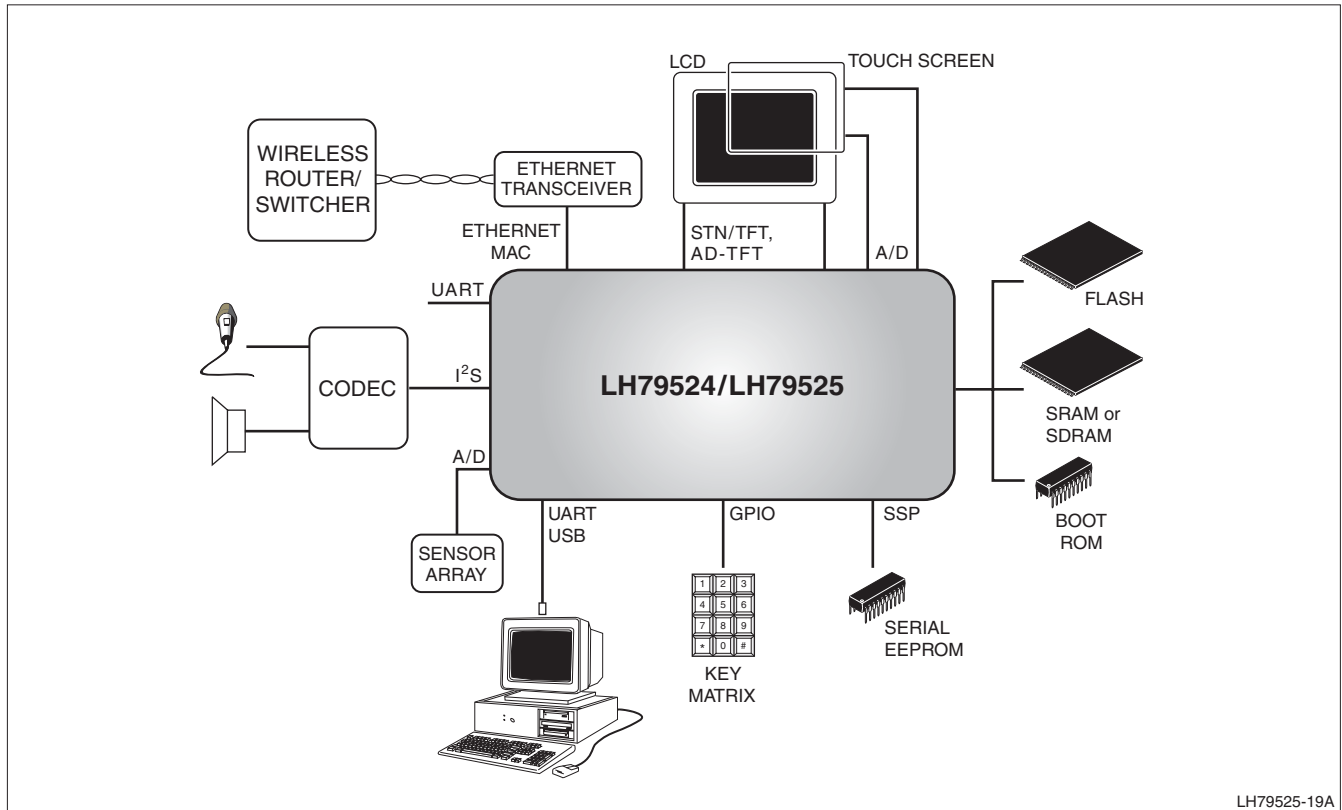 LCD
TOUCH SCREEN
WIRELESS
ROUTER/
SWITCHER
ETHERNET
TRANSCEIVER
ETHERNET
MAC
STN/TFT,
AD-TFT
A/D
UART
FLASH
CODEC
I²S
LH79524/LH79525
SRAM or
SDRAM
A/D
BOOT
ROM
SENSOR
ARRAY
UART
USB
GPIO
SSP
1 2 3
4 5 6
7 8 9
* 0 #
KEY
MATRIX
SERIAL
EEPROM
LH79525-19A